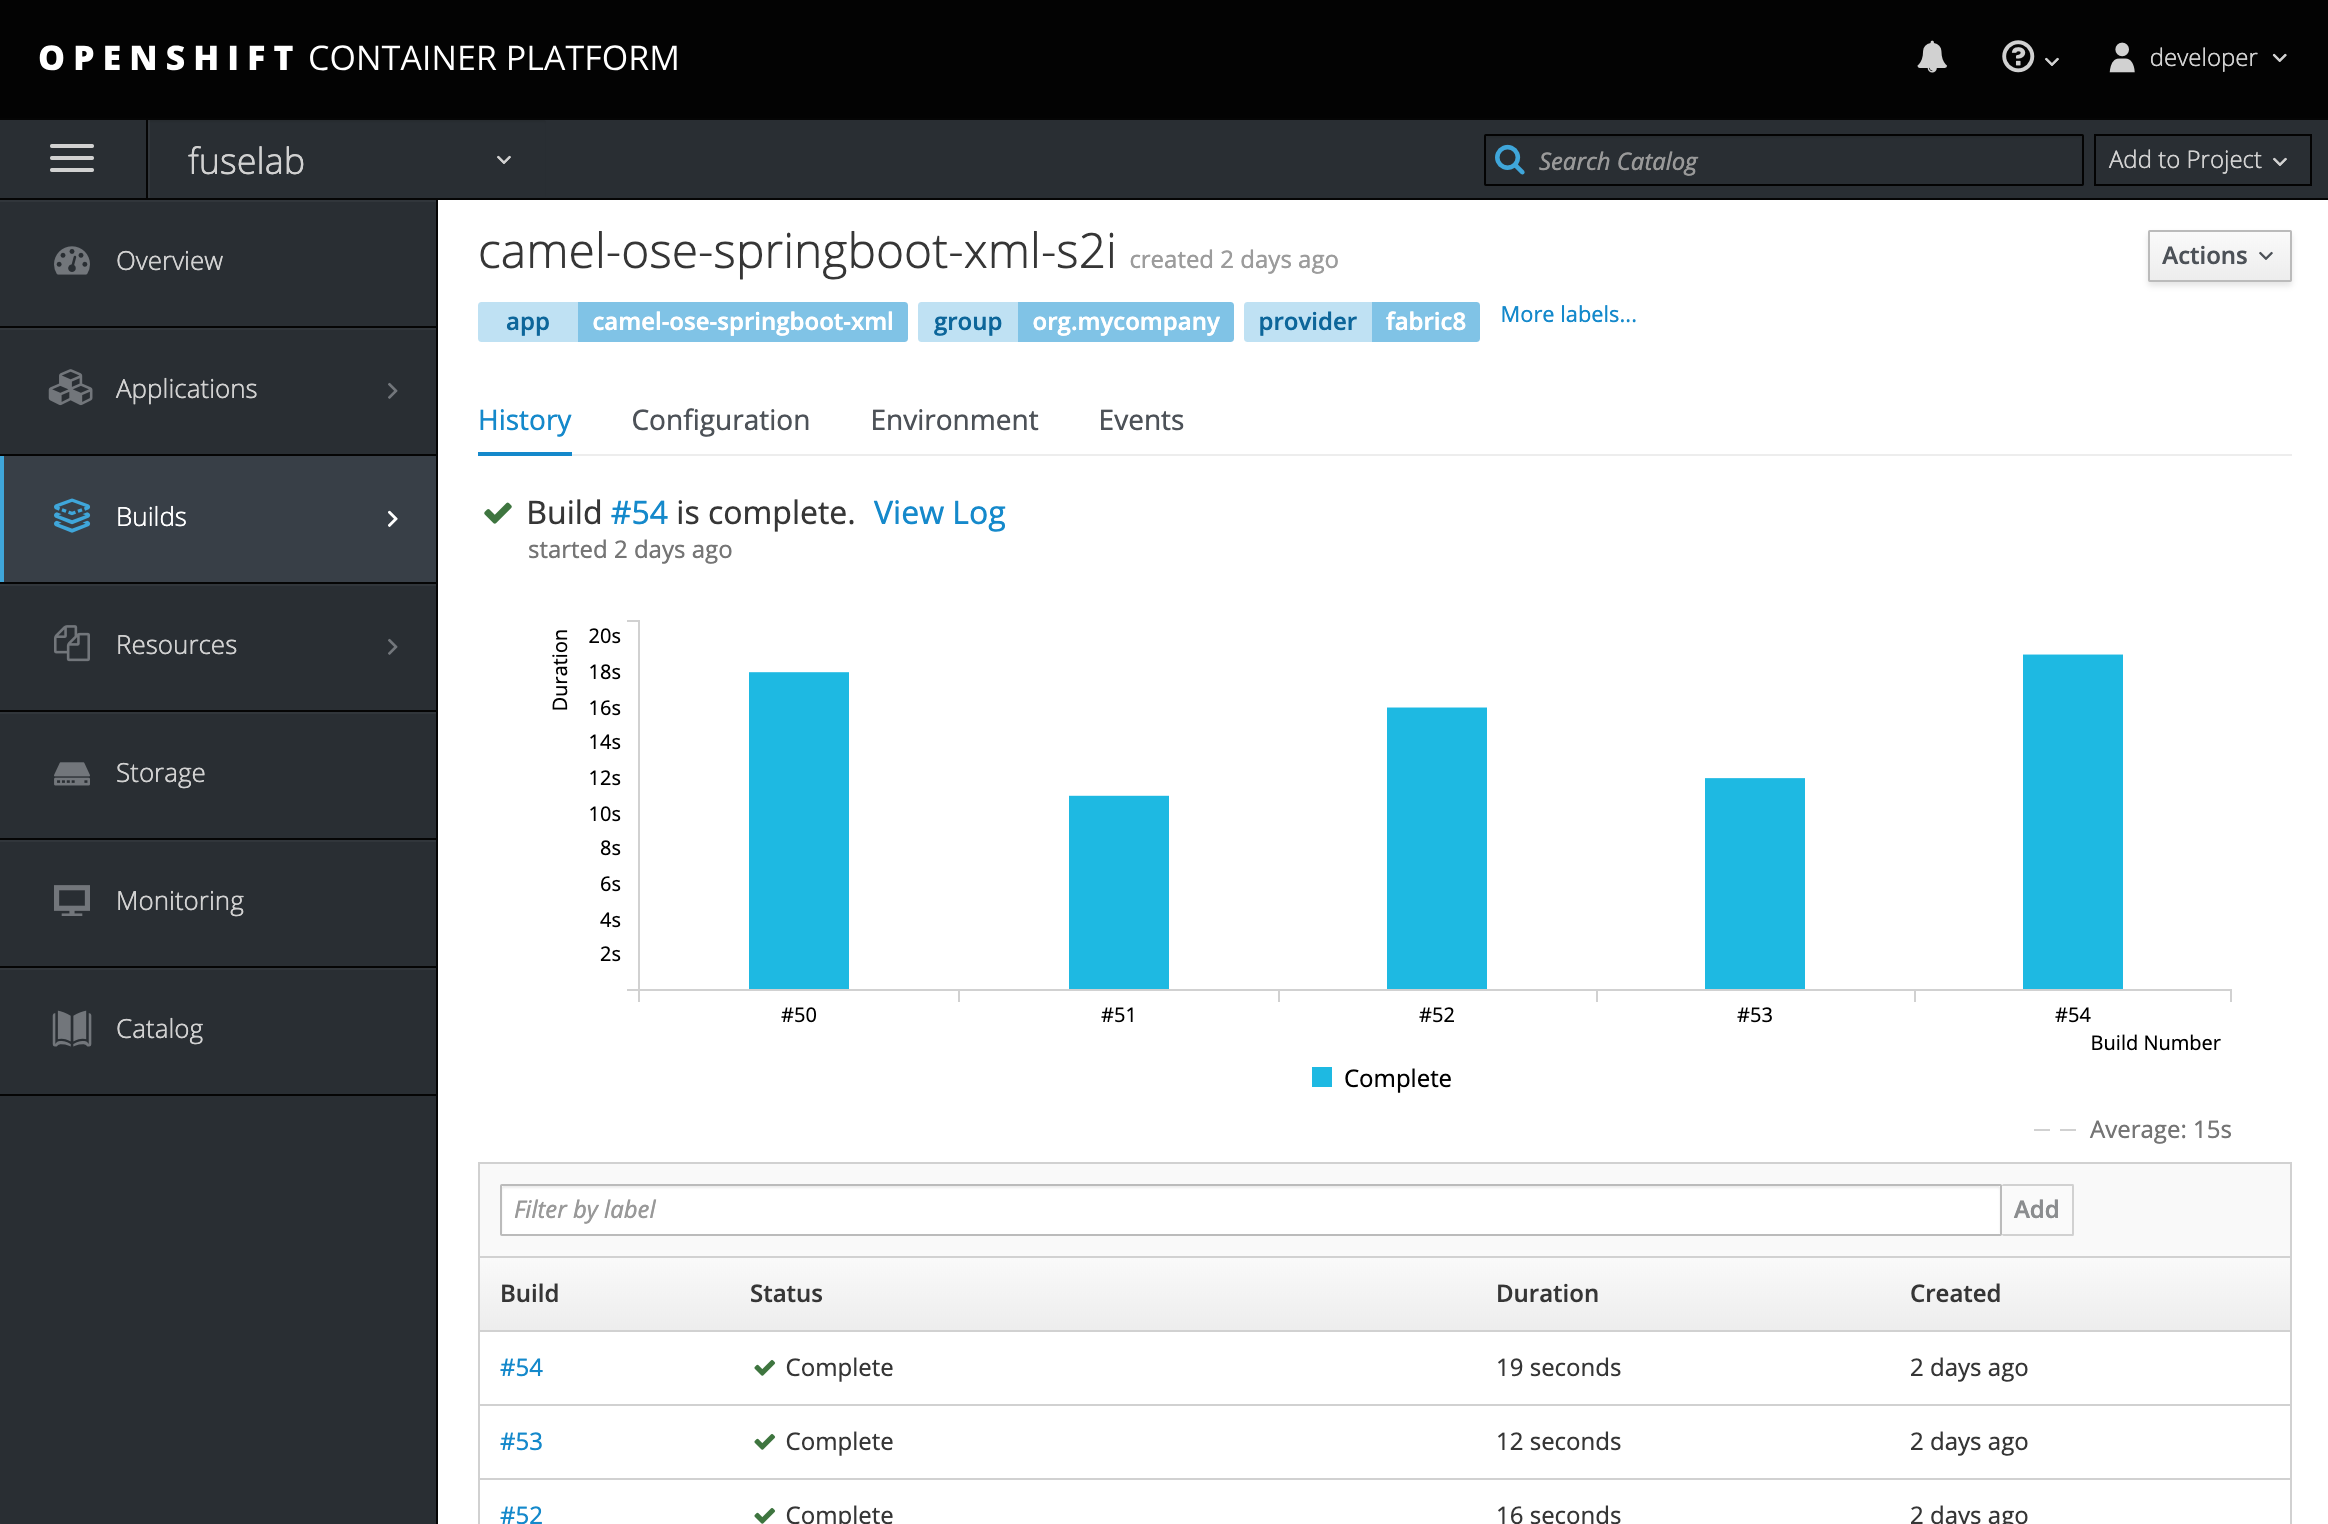 OPENSHIFT CONTAINER PLATFORM
developer
fuselab
Search Catalog
Add to Project
Overview
Applications
Builds
Resources
Storage
Monitoring
Catalog
camel-ose-springboot-xml-s2i created 2 days ago
Actions
app camel-ose-springboot-xml group org.mycompany provider fabric8 More labels...
History Configuration Environment Events
Build #54 is complete. View Log
started 2 days ago
Duration
20s
18s
16s
14s
12s
10s
8s
6s
4s
2s
#50 #51 #52 #53 #54
Build Number
Complete
Average: 15s
Filter by label Add
Build Status Duration Created
#54 Complete 19 seconds 2 days ago
#53 Complete 12 seconds 2 days ago
#52 Complete 16 seconds 2 days ago